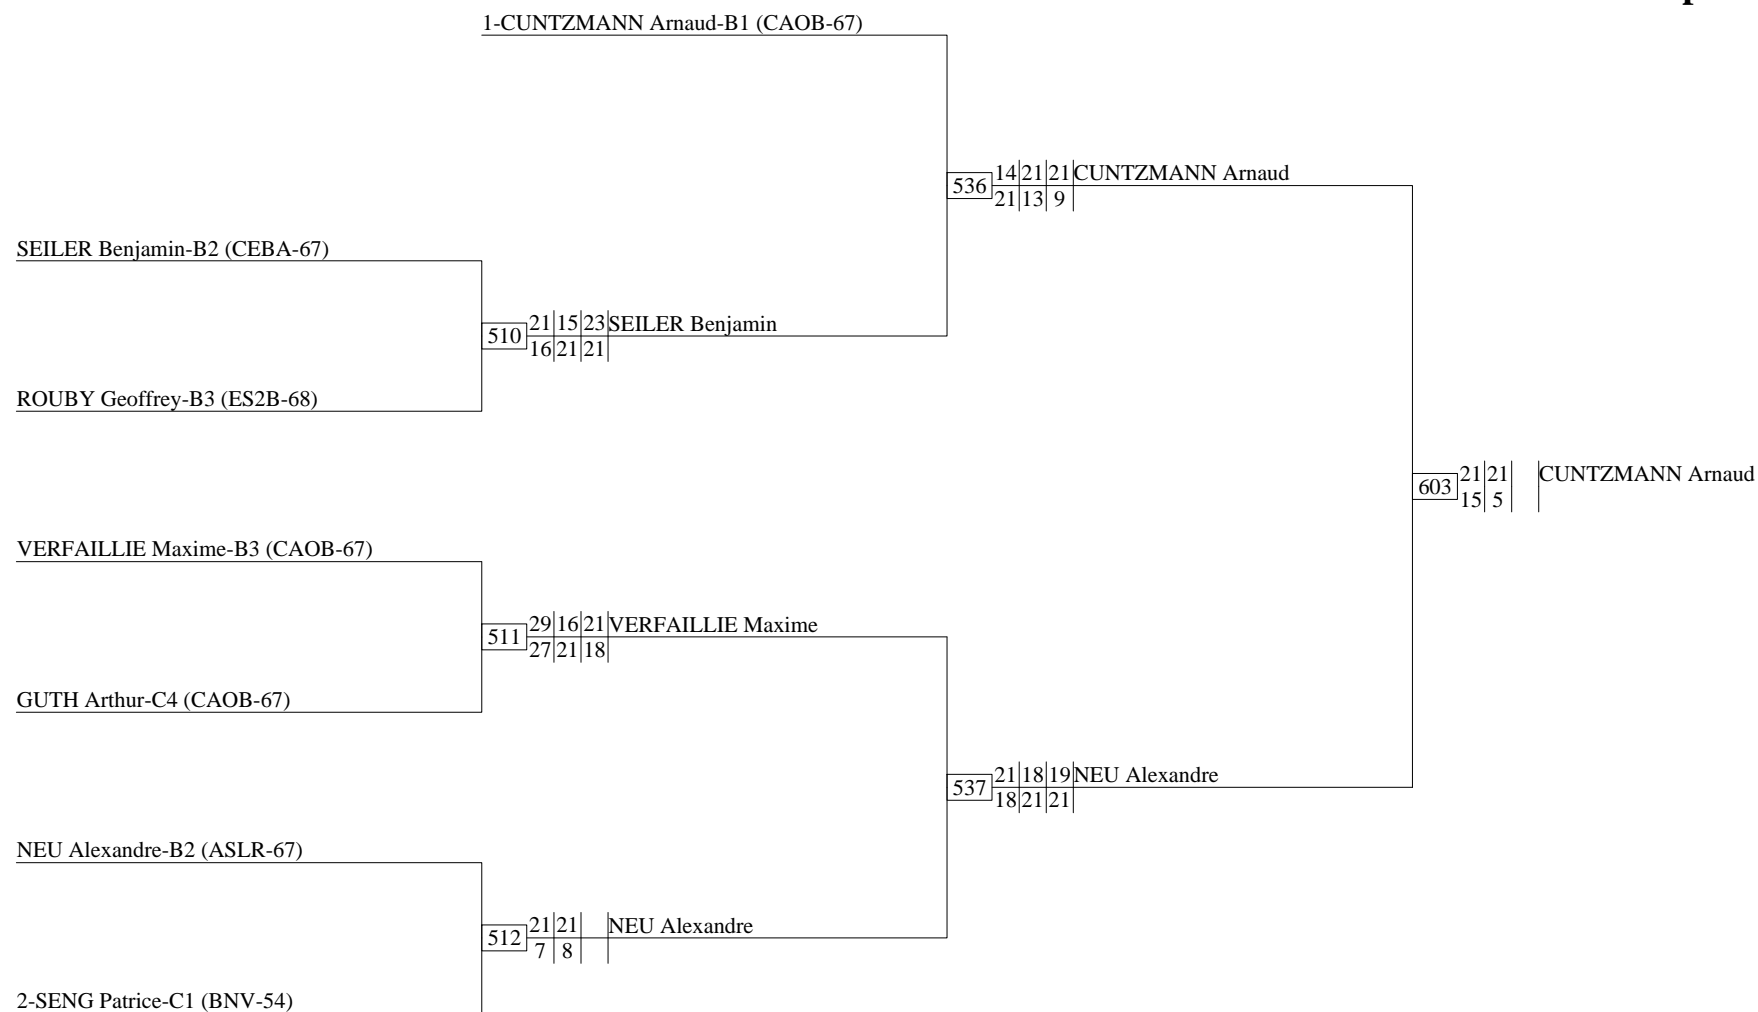 1-CUNTZMANN Arnaud-B1 (CAOB-67)
536 14 21 21 CUNTZMANN Arnaud
21 13 9
SEILER Benjamin-B2 (CEBA-67)
510 21 15 23 SEILER Benjamin
16 21 21
ROUBY Geoffrey-B3 (ES2B-68)
603 21 21 CUNTZMANN Arnaud
15 5
VERFAILLIE Maxime-B3 (CAOB-67)
511 29 16 21 VERFAILLIE Maxime
27 21 18
GUTH Arthur-C4 (CAOB-67)
537 21 18 19 NEU Alexandre
18 21 21
NEU Alexandre-B2 (ASLR-67)
512 21 21 NEU Alexandre
7 8
2-SENG Patrice-C1 (BNV-54)